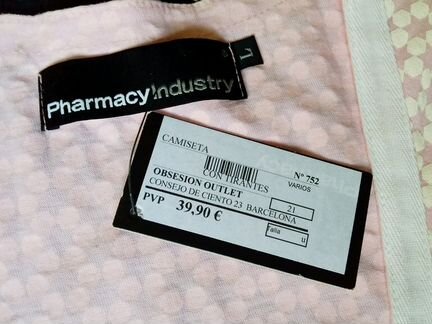 Pharmacy Industry
L
CAMISETA
Nº 752
CON TIRANTES
VARIOS
OBSESION OUTLET
CONSEJO DE CIENTO 23 BARCELONA
21
PVP 39,90 €
Talla
U